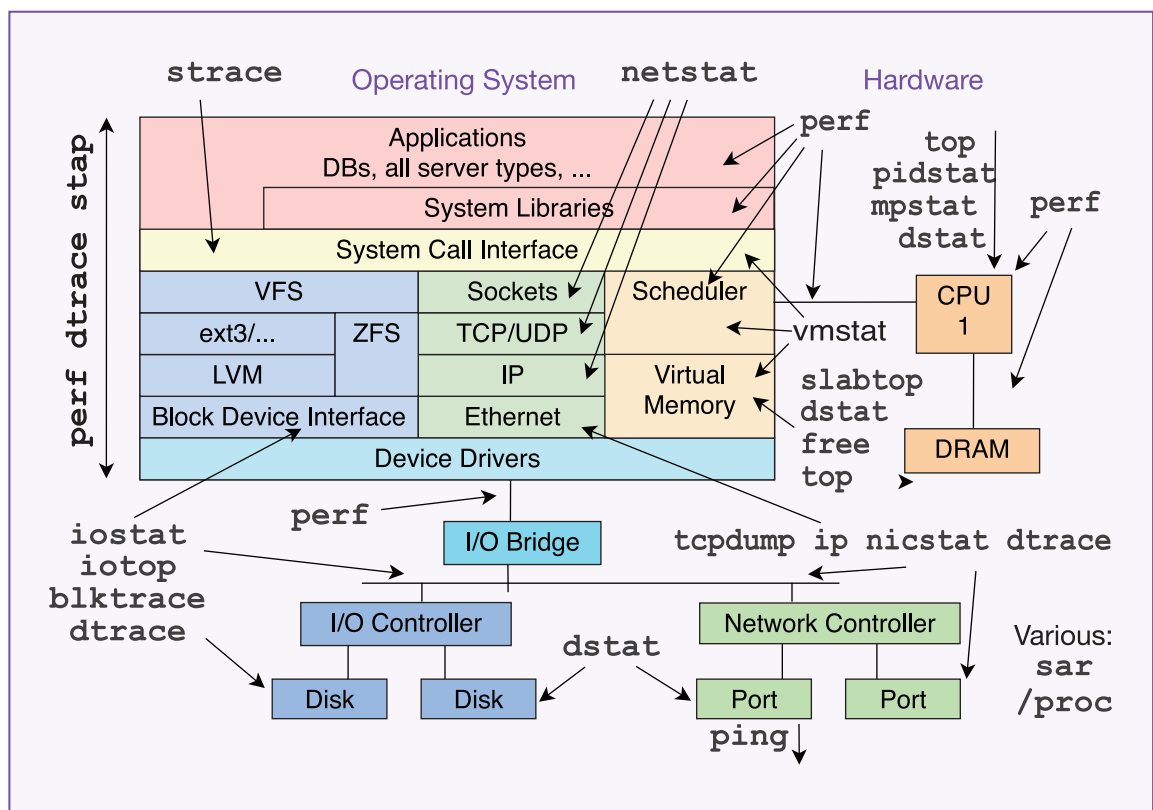 strace
Operating System
netstat
Hardware
perf dtrace stap
Applications
DBs, all server types, ...
System Libraries
System Call Interface
VFS
Sockets
Scheduler
ext3/...
ZFS
TCP/UDP
LVM
IP
Virtual
Memory
Block Device Interface
Ethernet
Device Drivers
perf
top
pidstat
mpstat
dstat
perf
CPU
1
vmstat
slabtop
dstat
free
top
DRAM
perf
I/O Bridge
iostat
iotop
blktrace
dtrace
tcpdump ip nicstat dtrace
I/O Controller
Network Controller
dstat
Disk
Disk
Port
Port
ping
Various:
sar
/proc